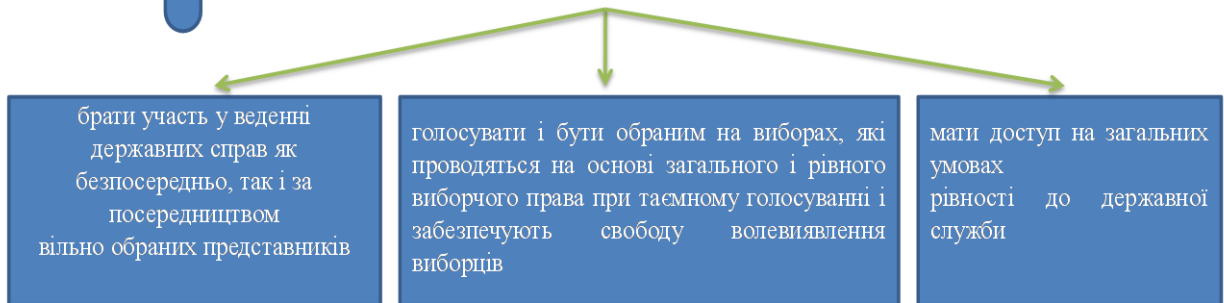 брати участь у веденні
державних справ як
безпосередньо, так і за
посередництвом
вільно обраних представників
голосувати і бути обраним на виборах, які
проводяться на основі загального і рівного
виборчого права при таємному голосуванні і
забезпечують свободу волевиявлення
виборців
мати доступ на загальних
умовах
рівності до державної
служби